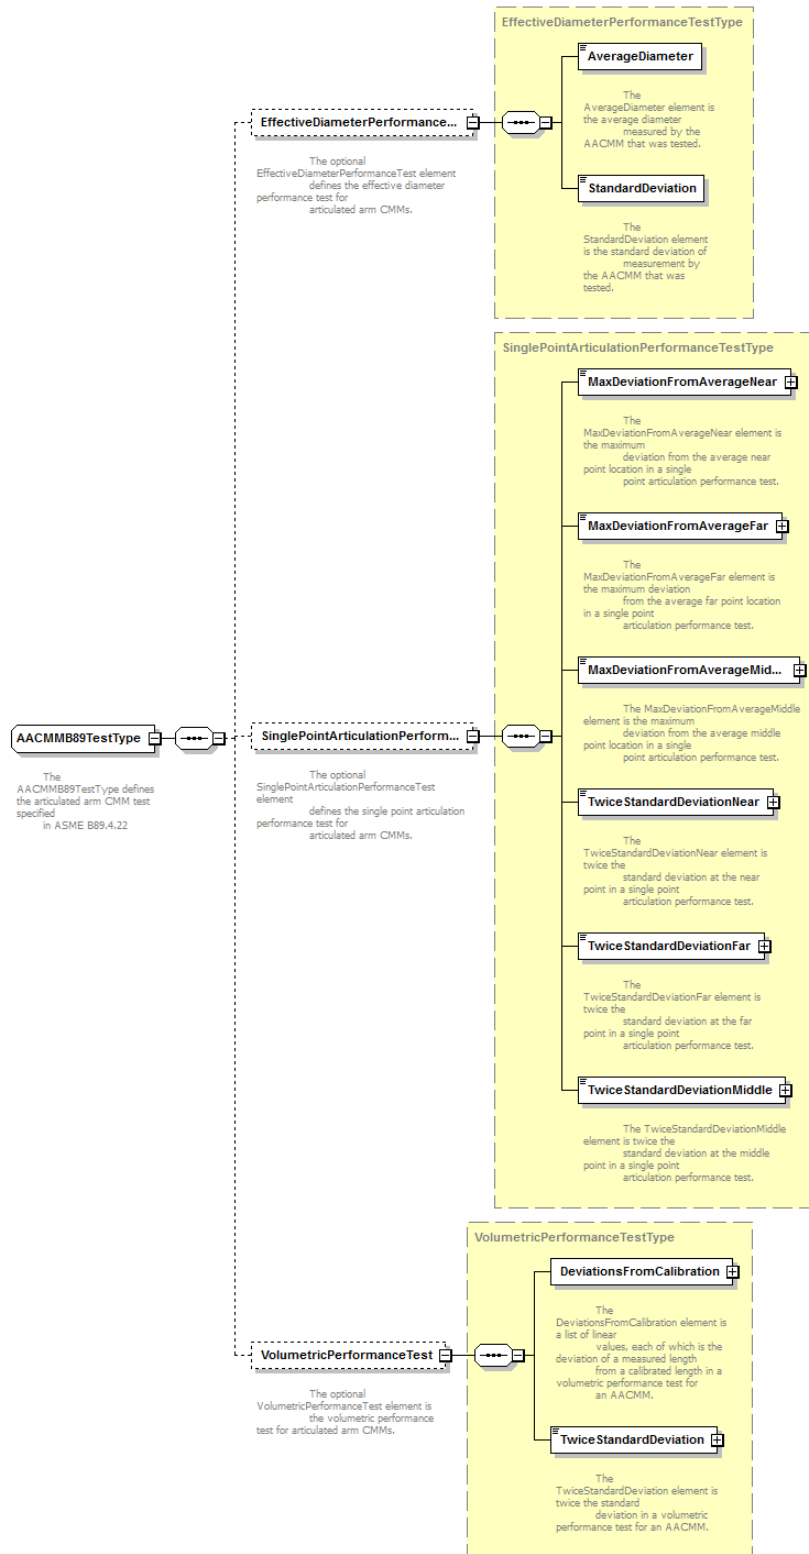 EffectiveDiameterPerformanceTestType
AverageDiameter
The
AverageDiameter element is
the average diameter
measured by the
AACMM that was tested.
EffectiveDiameterPerformance...
The optional
EffectiveDiameterPerformanceTest element
defines the effective diameter
performance test for
articulated arm CMMs.
StandardDeviation
The
StandardDeviation element
is the standard deviation of
measurement by
the AACMM that was
tested.
SinglePointArticulationPerformanceTestType
MaxDeviationFromAverageNear
The
MaxDeviationFromAverageNear element is
the maximum
deviation from the average near
point location in a single
point articulation performance test.
MaxDeviationFromAverageFar
The
MaxDeviationFromAverageFar element is
the maximum deviation
from the average far point location
in a single point
articulation performance test.
MaxDeviationFromAverageMid...
The MaxDeviationFromAverageMiddle
element is the maximum
deviation from the average middle
point location in a single
point articulation performance test.
AACMMB89TestType
The
AACMMB89TestType defines
the articulated arm CMM test
specified
in ASME B89.4.22
SinglePointArticulationPerform...
The optional
SinglePointArticulationPerformanceTest
element
defines the single point articulation
performance test for
articulated arm CMMs.
TwiceStandardDeviationNear
The
TwiceStandardDeviationNear element is
twice the
standard deviation at the near
point in a single point
articulation performance test.
TwiceStandardDeviationFar
The
TwiceStandardDeviationFar element is
twice the
standard deviation at the far
point in a single point
articulation performance test.
TwiceStandardDeviationMiddle
The TwiceStandardDeviationMiddle
element is twice the
standard deviation at the middle
point in a single point
articulation performance test.
VolumetricPerformanceTestType
DeviationsFromCalibration
The
DeviationsFromCalibration element is
a list of linear
values, each of which is the
deviation of a measured length
from a calibrated length in a
volumetric performance test for
an AACMM.
VolumetricPerformanceTest
The optional
VolumetricPerformanceTest element is
the volumetric performance
test for articulated arm CMMs.
TwiceStandardDeviation
The
TwiceStandardDeviation element is
twice the standard
deviation in a volumetric
performance test for an AACMM.